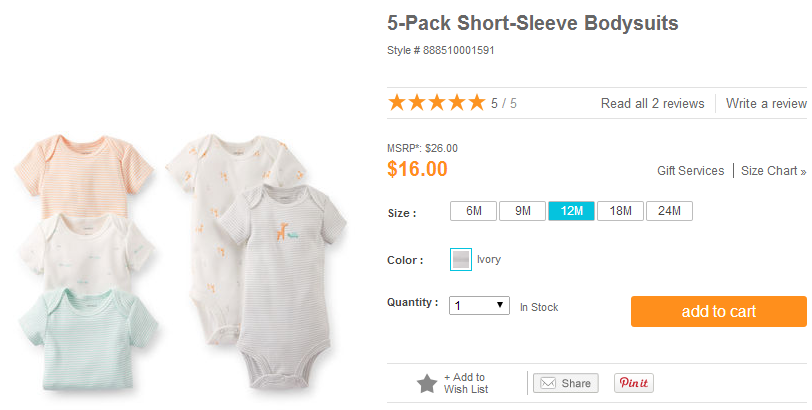 5-Pack Short-Sleeve Bodysuits
Style # 888510001591
5 / 5
Read all 2 reviews
Write a review
MSRP*: $26.00
$16.00
Gift Services
Size Chart »
Size :
6M
9M
12M
18M
24M
Color :
Ivory
Quantity :
1
In Stock
add to cart
+ Add to
Wish List
Share
Pin it